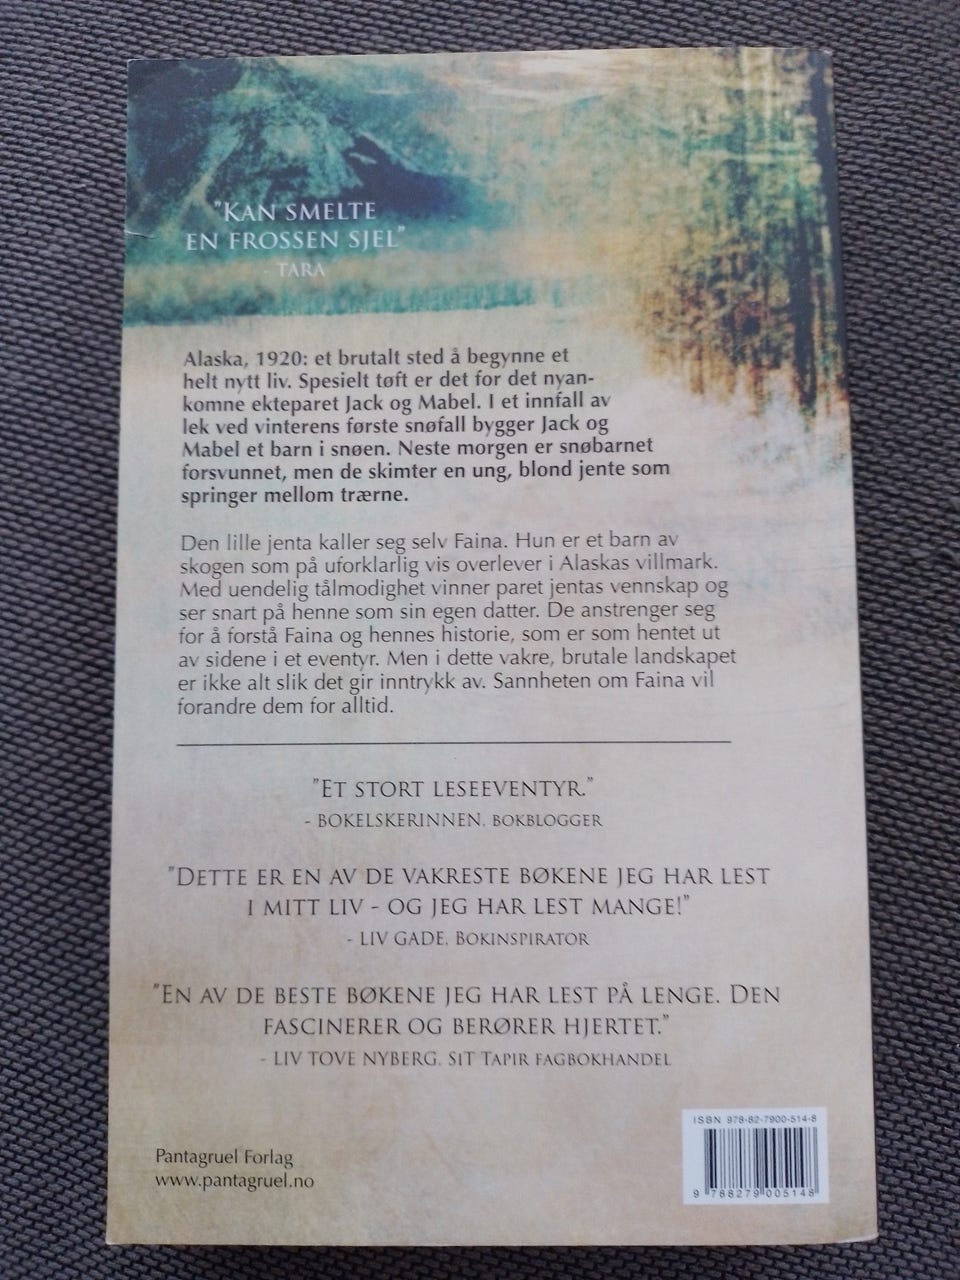 "KAN SMELTE
EN FROSSEN SJEL"
- TARA
Alaska, 1920: et brutalt sted å begynne et
helt nytt liv. Spesielt tøft er det for det nyan-
komne ekteparet Jack og Mabel. I et innfall av
lek ved vinterens første snøfall bygger Jack og
Mabel et barn i snøen. Neste morgen er snøbarnet
forsvunnet, men de skimter en ung, blond jente som
springer mellom trærne.
Den lille jenta kaller seg selv Faina. Hun er et barn av
skogen som på uforklarlig vis overlever i Alaskas villmark.
Med uendelig tålmodighet vinner paret jentas vennskap og
ser snart på henne som sin egen datter. De anstrenger seg
for å forstå Faina og hennes historie, som er som hentet ut
av sidene i et eventyr. Men i dette vakre, brutale landskapet
er ikke alt slik det gir inntrykk av. Sannheten om Faina vil
forandre dem for alltid.
"ET STORT LESEEVENTYR."
- BOKELSKERINNEN, BOKBLOGGER
"DETTE ER EN AV DE VAKRESTE BØKENE JEG HAR LEST
I MITT LIV - OG JEG HAR LEST MANGE!"
- LIV GADE, BOKINSPIRATOR
"EN AV DE BESTE BØKENE JEG HAR LEST PÅ LENGE. DEN
FASCINERER OG BERØRER HJERTET."
- LIV TOVE NYBERG, SIT TAPIR FAGBOKHANDEL
ISBN 978-82-7900-514-8
9 788279 005148
Pantagruel Forlag
www.pantagruel.no